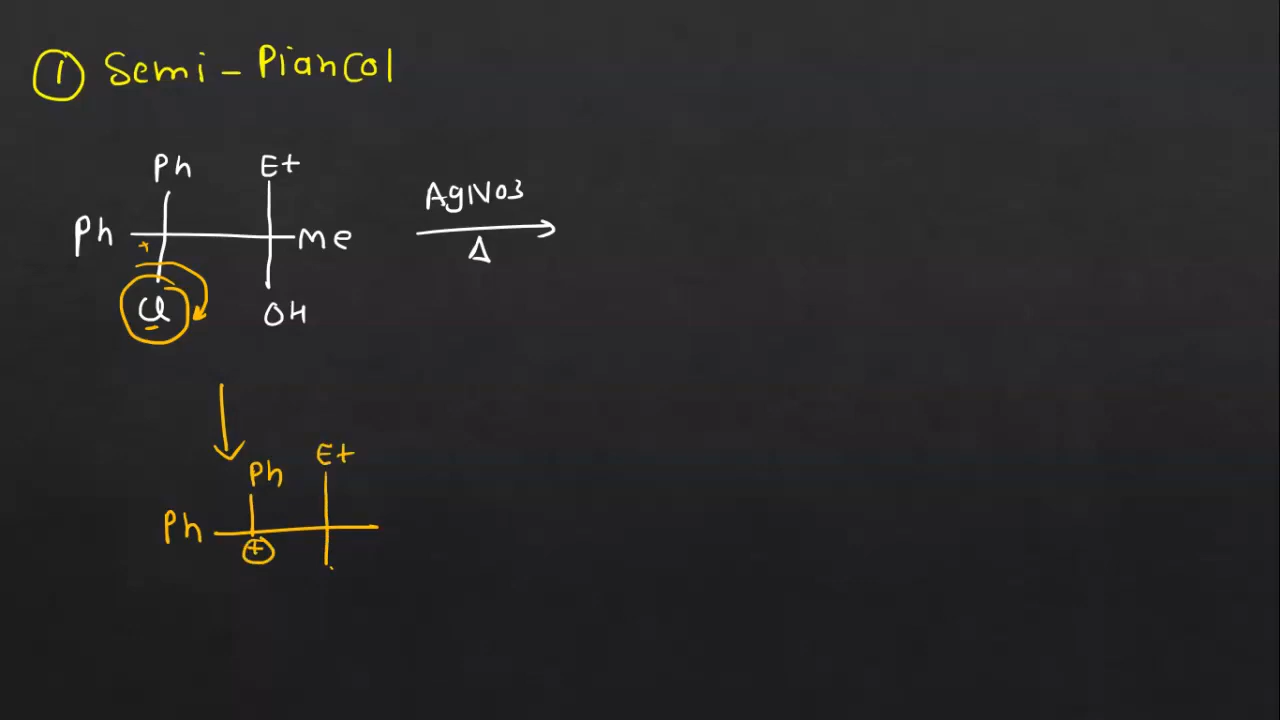 ① Semi - PianCol
Ph Et
AgNO3
Ph + Me
Δ
Cl OH
Ph Et
Ph
+